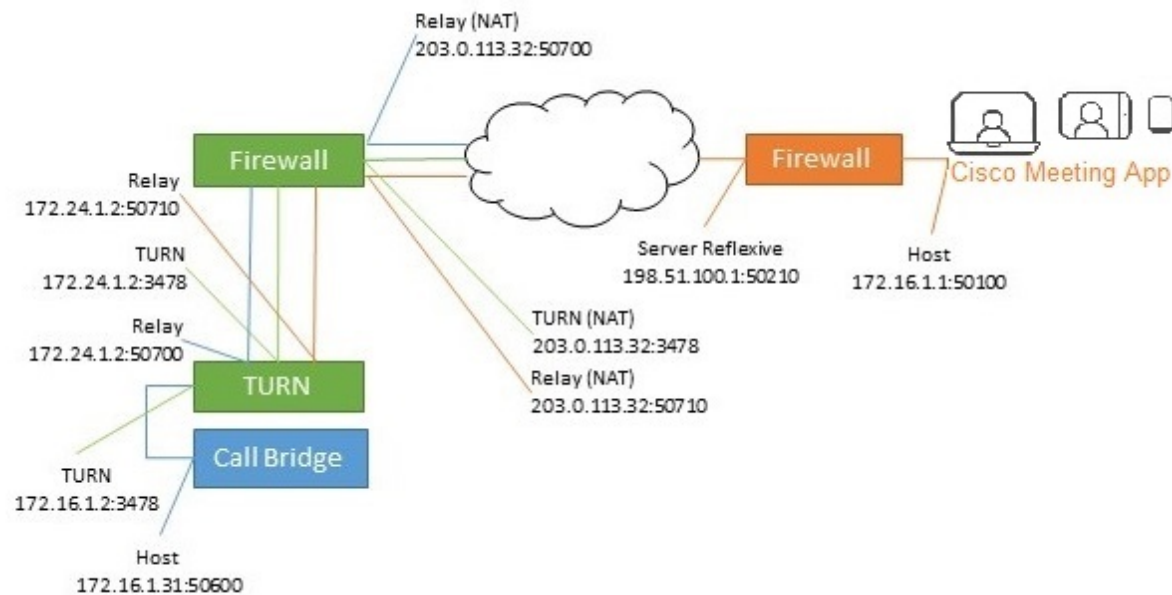 Relay (NAT)
203.0.113.32:50700
Firewall
Firewall
Cisco Meeting App
Relay
172.24.1.2:50710
TURN
172.24.1.2:3478
Relay
172.24.1.2:50700
Server Reflexive
198.51.100.1:50210
Host
172.16.1.1:50100
TURN (NAT)
203.0.113.32:3478
Relay (NAT)
203.0.113.32:50710
TURN
Call Bridge
TURN
172.16.1.2:3478
Host
172.16.1.31:50600